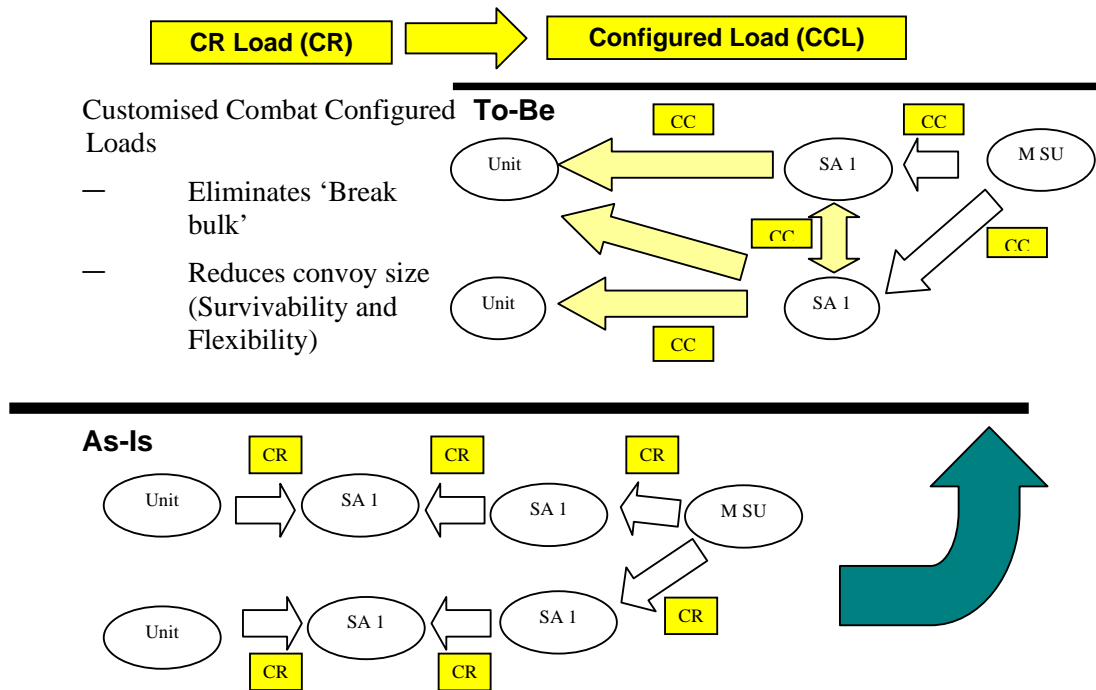 CR Load (CR)
Configured Load (CCL)
Customised Combat Configured
Loads
— Eliminates ‘Break
bulk’
— Reduces convoy size
(Survivability and
Flexibility)
To-Be
CC
CC
Unit
SA 1
M SU
CC
CC
Unit
SA 1
CC
As-Is
CR
CR
CR
Unit
SA 1
SA 1
M SU
Unit
SA 1
SA 1
CR
CR
CR